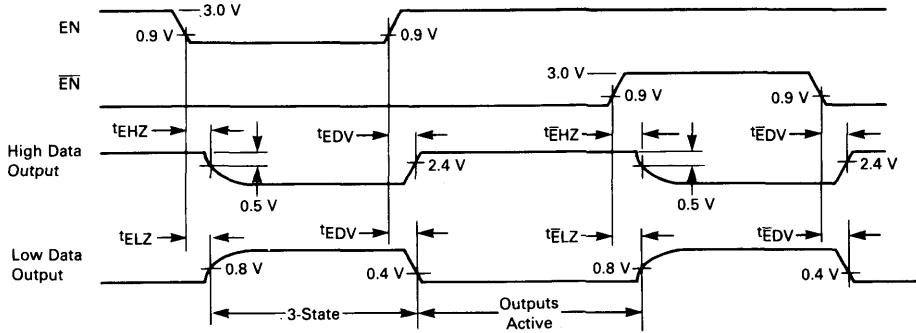 3.0 V
EN
0.9 V
0.9 V
EN
3.0 V
0.9 V
0.9 V
tEHZ
tEDV
tEHZ
tEDV
High Data
Output
2.4 V
2.4 V
0.5 V
0.5 V
tELZ
tEDV
tELZ
tEDV
Low Data
Output
0.8 V
0.4 V
0.8 V
0.4 V
3-State
Outputs
Active